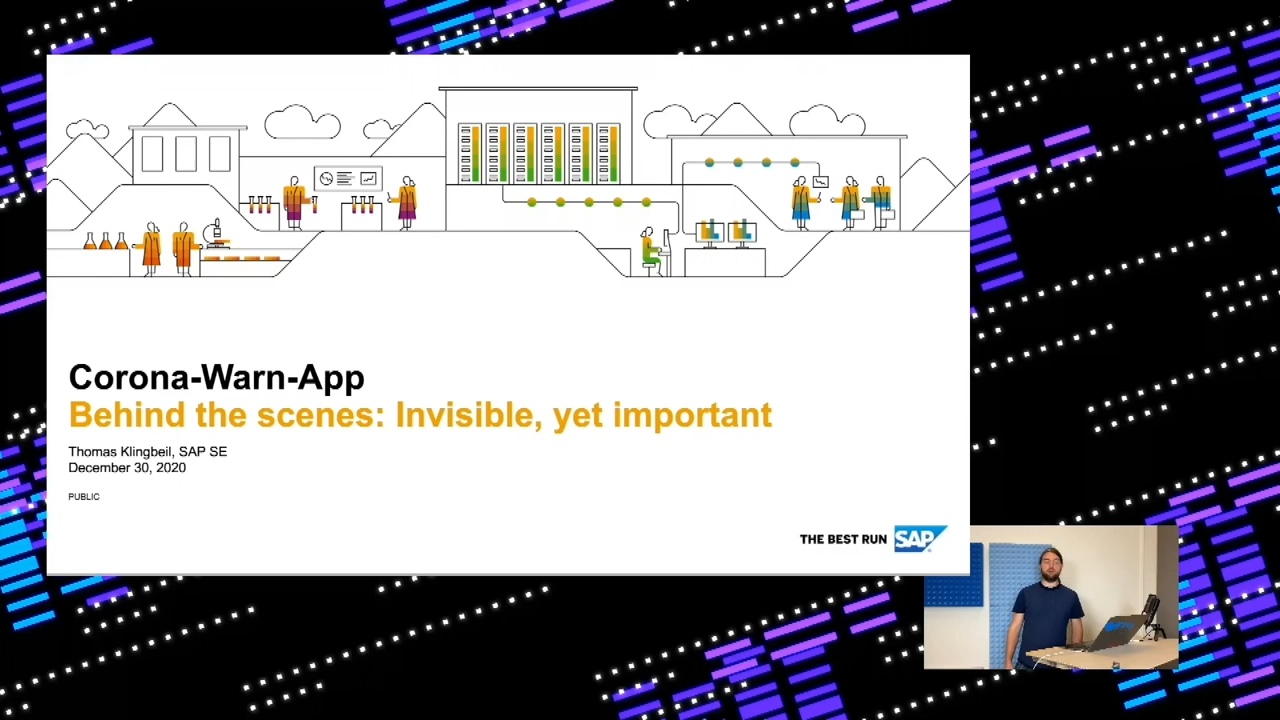 Corona-Warn-App
Behind the scenes: Invisible, yet important
Thomas Klingbeil, SAP SE
December 30, 2020
PUBLIC
THE BEST RUN SAP